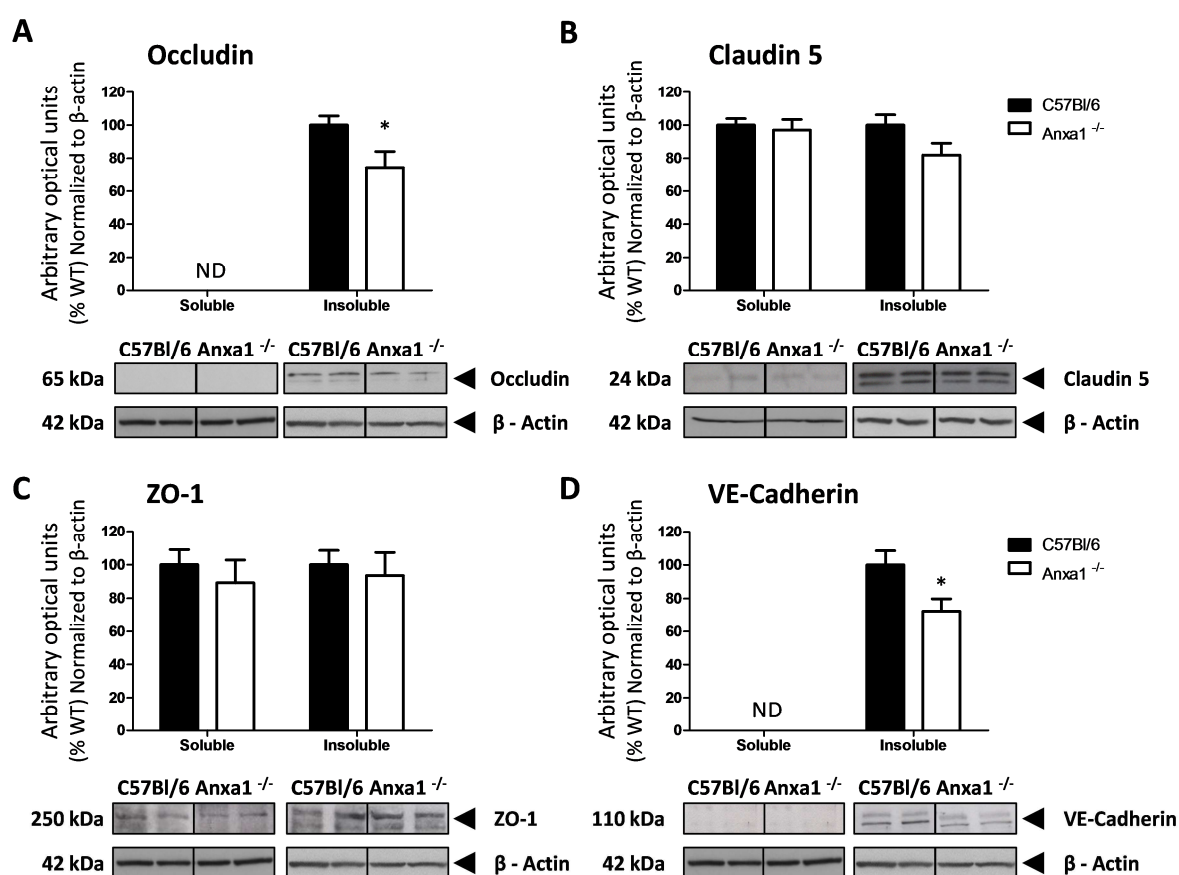 A
Occludin
Arbitrary optical units
(% WT) Normalized to β-actin
120
100
80
60
40
20
0
*
ND
Soluble
Insoluble
C57Bl/6 Anxa1 -/-
C57Bl/6 Anxa1 -/-
65 kDa
Occludin
42 kDa
β - Actin
B
Claudin 5
Arbitrary optical units
(% WT) Normalized to β-actin
120
100
80
60
40
20
0
Soluble
Insoluble
C57Bl/6
Anxa1 -/-
C57Bl/6 Anxa1 -/-
C57Bl/6 Anxa1 -/-
24 kDa
Claudin 5
42 kDa
β - Actin
C
ZO-1
Arbitrary optical units
(% WT) Normalized to β-actin
120
100
80
60
40
20
0
Soluble
Insoluble
C57Bl/6 Anxa1 -/-
C57Bl/6 Anxa1 -/-
250 kDa
ZO-1
42 kDa
β - Actin
D
VE-Cadherin
Arbitrary optical units
(% WT) Normalized to β-actin
120
100
80
60
40
20
0
*
ND
Soluble
Insoluble
C57Bl/6
Anxa1 -/-
C57Bl/6 Anxa1 -/-
C57Bl/6 Anxa1 -/-
110 kDa
VE-Cadherin
42 kDa
β - Actin